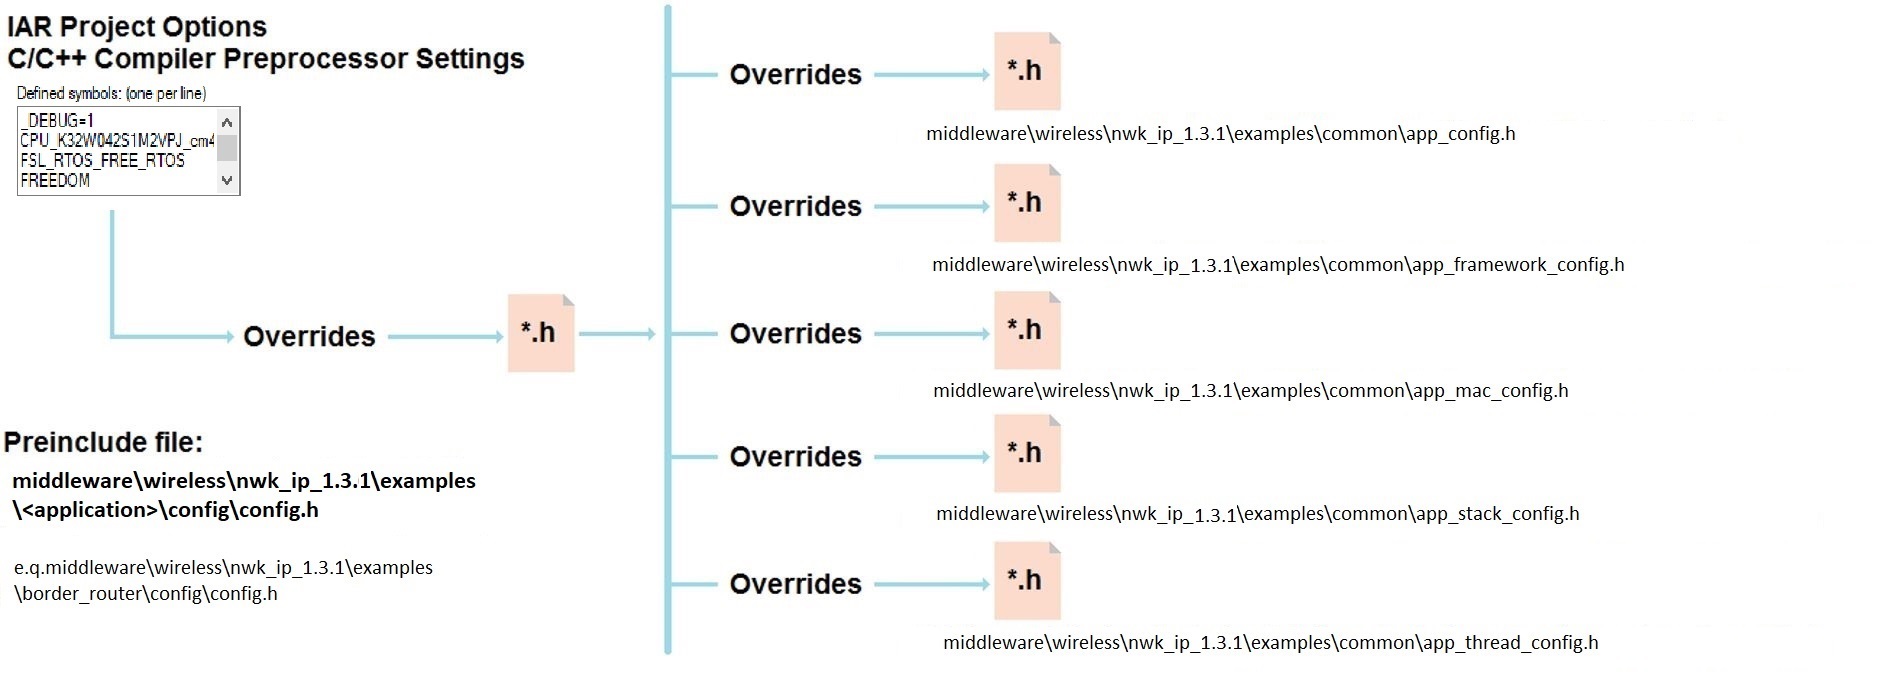 IAR Project Options
C/C++ Compiler Preprocessor Settings
Defined symbols: (one per line)
_DEBUG=1
CPU_K32W042S1M2VPJ_cm4
FSL_RTOS_FREE_RTOS
FREEDOM
Overrides
*.h
Preinclude file:
middleware\wireless\nwk_ip_1.3.1\examples
\<application>\config\config.h
e.q.middleware\wireless\nwk_ip_1.3.1\examples
\border_router\config\config.h
Overrides
*.h
middleware\wireless\nwk_ip_1.3.1\examples\common\app_config.h
Overrides
*.h
middleware\wireless\nwk_ip_1.3.1\examples\common\app_framework_config.h
Overrides
*.h
middleware\wireless\nwk_ip_1.3.1\examples\common\app_mac_config.h
Overrides
*.h
middleware\wireless\nwk_ip_1.3.1\examples\common\app_stack_config.h
Overrides
*.h
middleware\wireless\nwk_ip_1.3.1\examples\common\app_thread_config.h